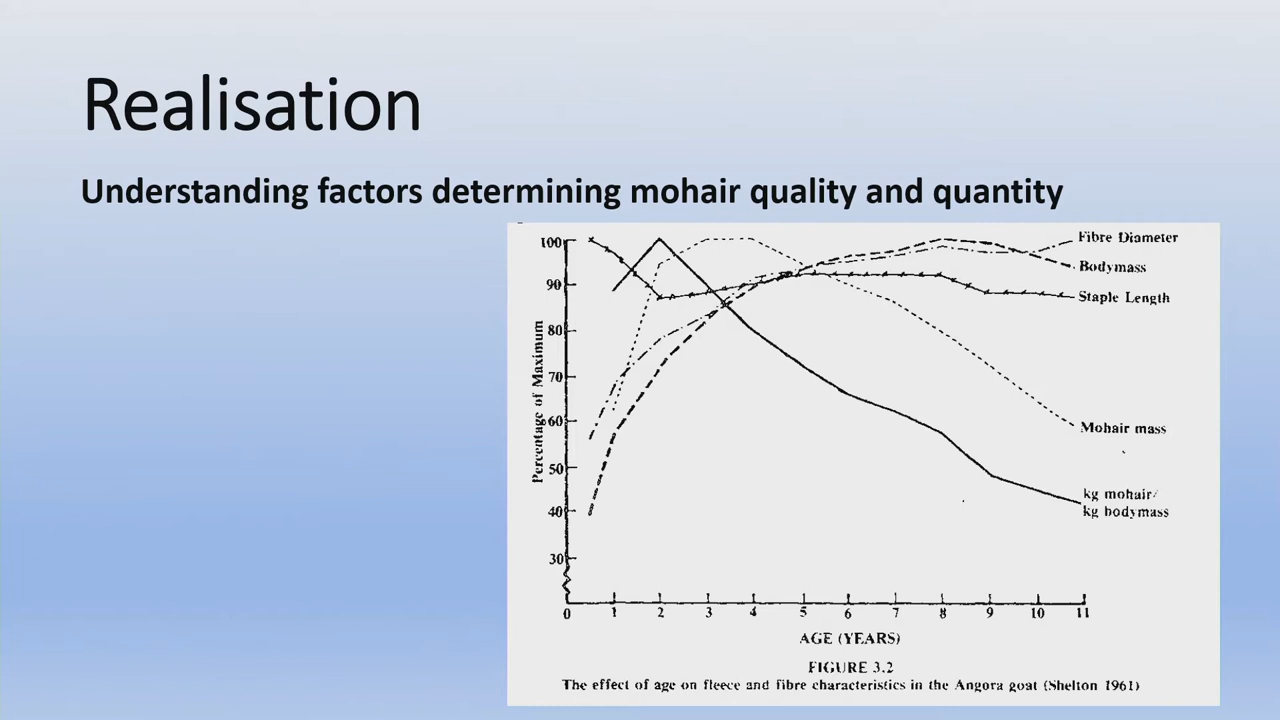 Realisation
Understanding factors determining mohair quality and quantity
100
90
80
70
60
50
40
30
Percentage of Maximum
Fibre Diameter
Bodymass
Staple Length
Mohair mass
kg mohair/
kg bodymass
0 1 2 3 4 5 6 7 8 9 10 11
AGE (YEARS)
FIGURE 3.2
The effect of age on fleece and fibre characteristics in the Angora goat (Shelton 1961)